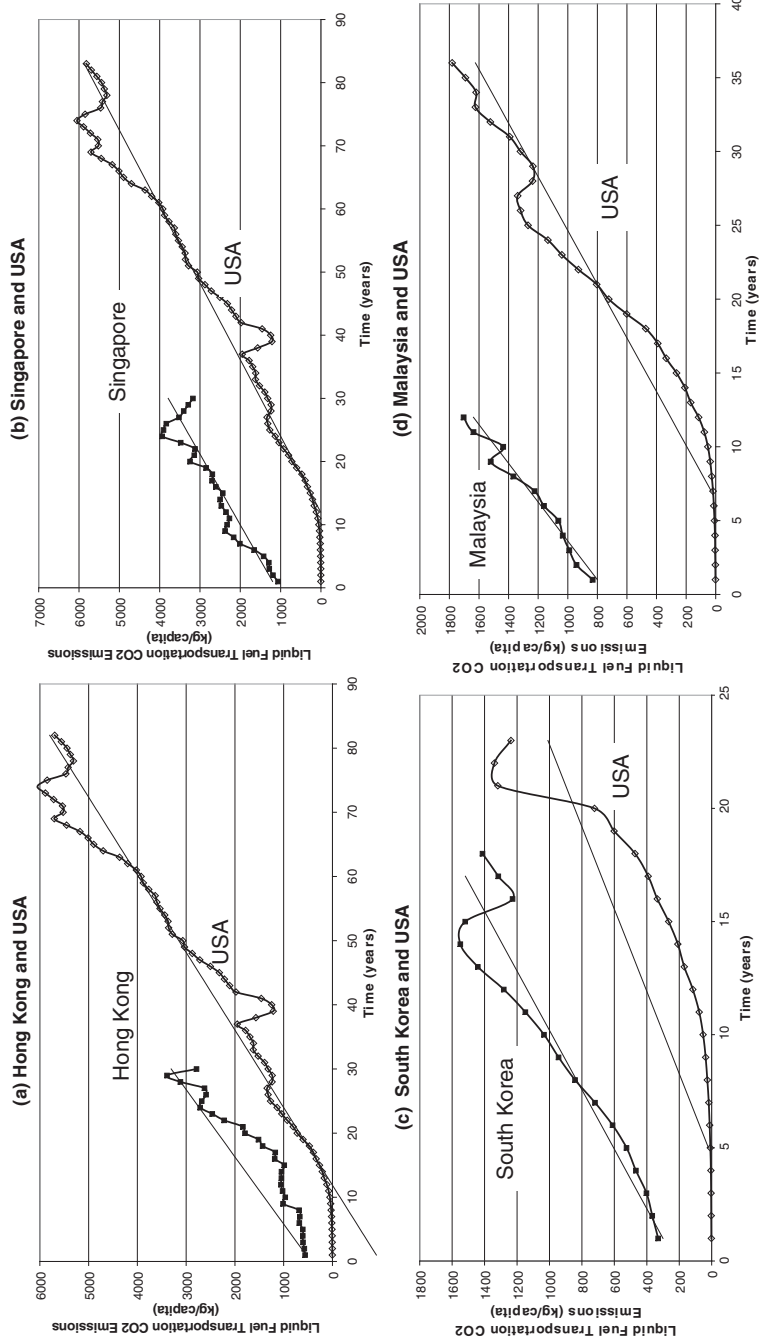 (a) Hong Kong and USA
Liquid Fuel Transportation CO2 Emissions
(kg/capita)
6000
5000
4000
3000
2000
1000
0
Hong Kong
USA
0
10
20
30
40
50
60
70
80
90
Time (years)
(b) Singapore and USA
Liquid Fuel Transportation CO2 Emissions
(kg/capita)
7000
6000
5000
4000
3000
2000
1000
0
Singapore
USA
0
10
20
30
40
50
60
70
80
90
Time (years)
(c) South Korea and USA
Liquid Fuel Transportation CO2
Emissions (kg/capita)
1800
1600
1400
1200
1000
800
600
400
200
0
South Korea
USA
0
5
10
15
20
25
Time (years)
(d) Malaysia and USA
Liquid Fuel Transportation CO2
Emissions (kg/capita)
2000
1800
1600
1400
1200
1000
800
600
400
200
0
Malaysia
USA
0
5
10
15
20
25
30
35
40
Time (years)